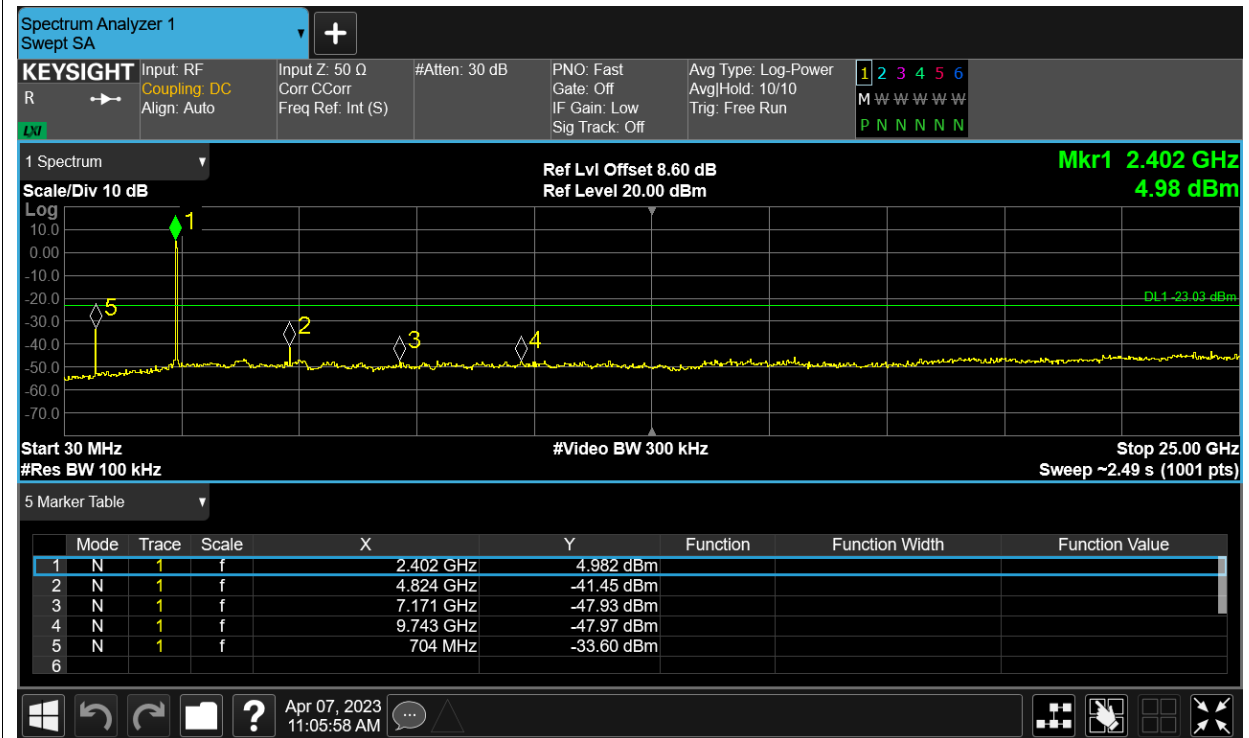 Spectrum Analyzer 1
Swept SA
KEYSIGHT Input: RF Input Z: 50 Ω #Atten: 30 dB PNO: Fast Avg Type: Log-Power 1 2 3 4 5 6
R Coupling: DC Corr CCorr Gate: Off Avg|Hold: 10/10 M W W W W W
Align: Auto Freq Ref: Int (S) IF Gain: Low Trig: Free Run
LXI Sig Track: Off P N N N N N
1 Spectrum Ref Lvl Offset 8.60 dB Mkr1 2.402 GHz
Scale/Div 10 dB Ref Level 20.00 dBm 4.98 dBm
Log
1
10.0
0.00
-10.0
-20.0 DL1 -23.03 dBm
5
-30.0
2
-40.0
3 4
-50.0
-60.0
-70.0
Start 30 MHz #Video BW 300 kHz Stop 25.00 GHz
#Res BW 100 kHz Sweep ~2.49 s (1001 pts)
5 Marker Table
Mode Trace Scale X Y Function Function Width Function Value
1 N 1 f 2.402 GHz 4.982 dBm
2 N 1 f 4.824 GHz -41.45 dBm
3 N 1 f 7.171 GHz -47.93 dBm
4 N 1 f 9.743 GHz -47.97 dBm
5 N 1 f 704 MHz -33.60 dBm
6
? Apr 07, 2023
11:05:58 AM